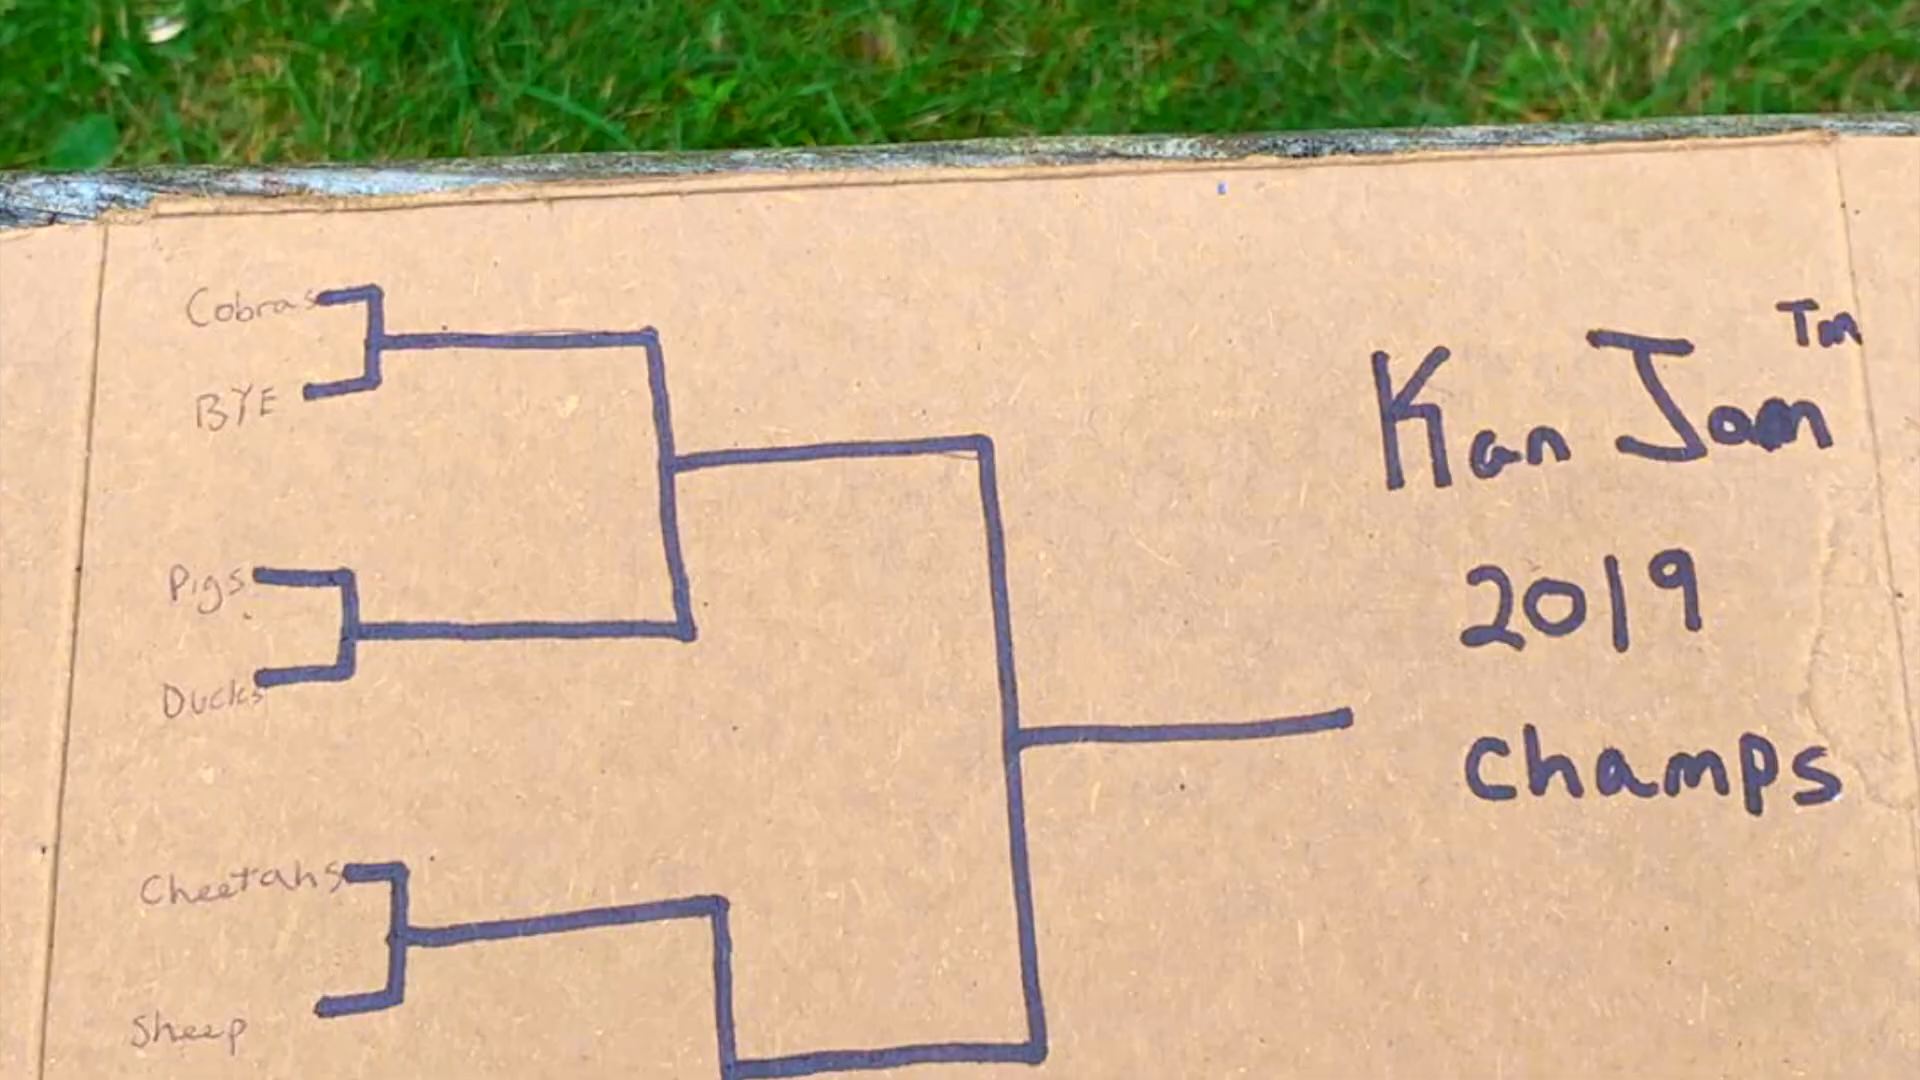 Cobras
BYE
Pigs
Ducks
Cheetahs
Sheep
Kan Jam TM
2019
Champs